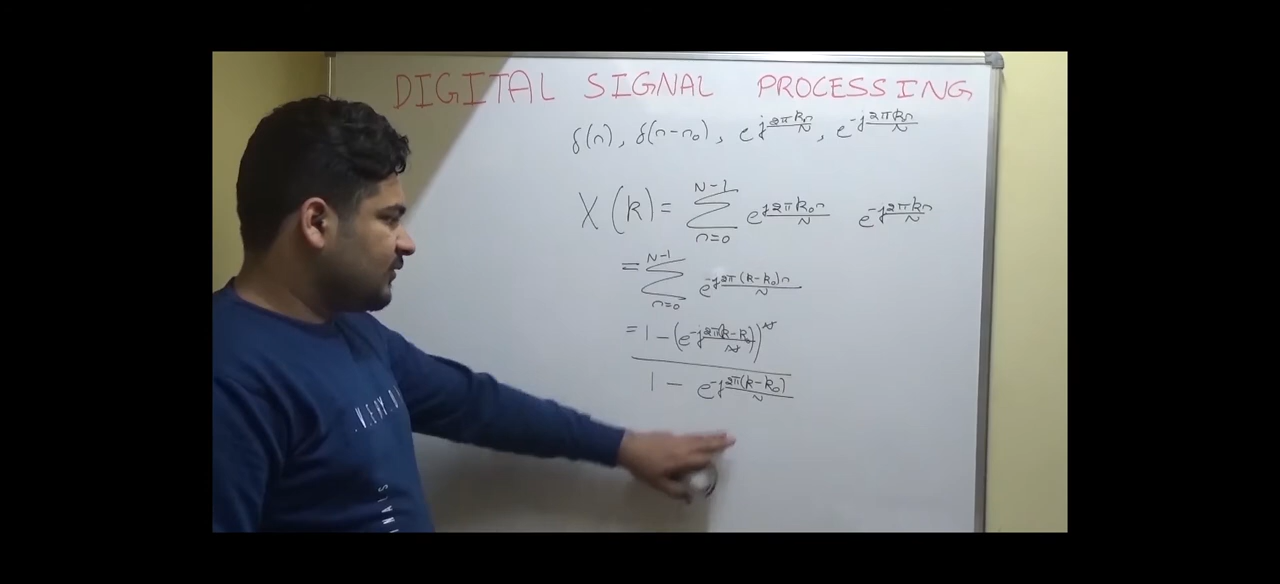 DIGITAL SIGNAL PROCESSING
δ(n), δ(n-n₀), e^{j2πkn/N}, e^{-j2πkn/N}
X(k) = Σ_{n=0}^{N-1} e^{j2πk₀n/N} e^{-j2πkn/N}
= Σ_{n=0}^{N-1} e^{-j2π(k-k₀)n/N}
= 1-(e^{-j2π(k-k₀)/N})^N
1 - e^{-j2π(k-k₀)/N}